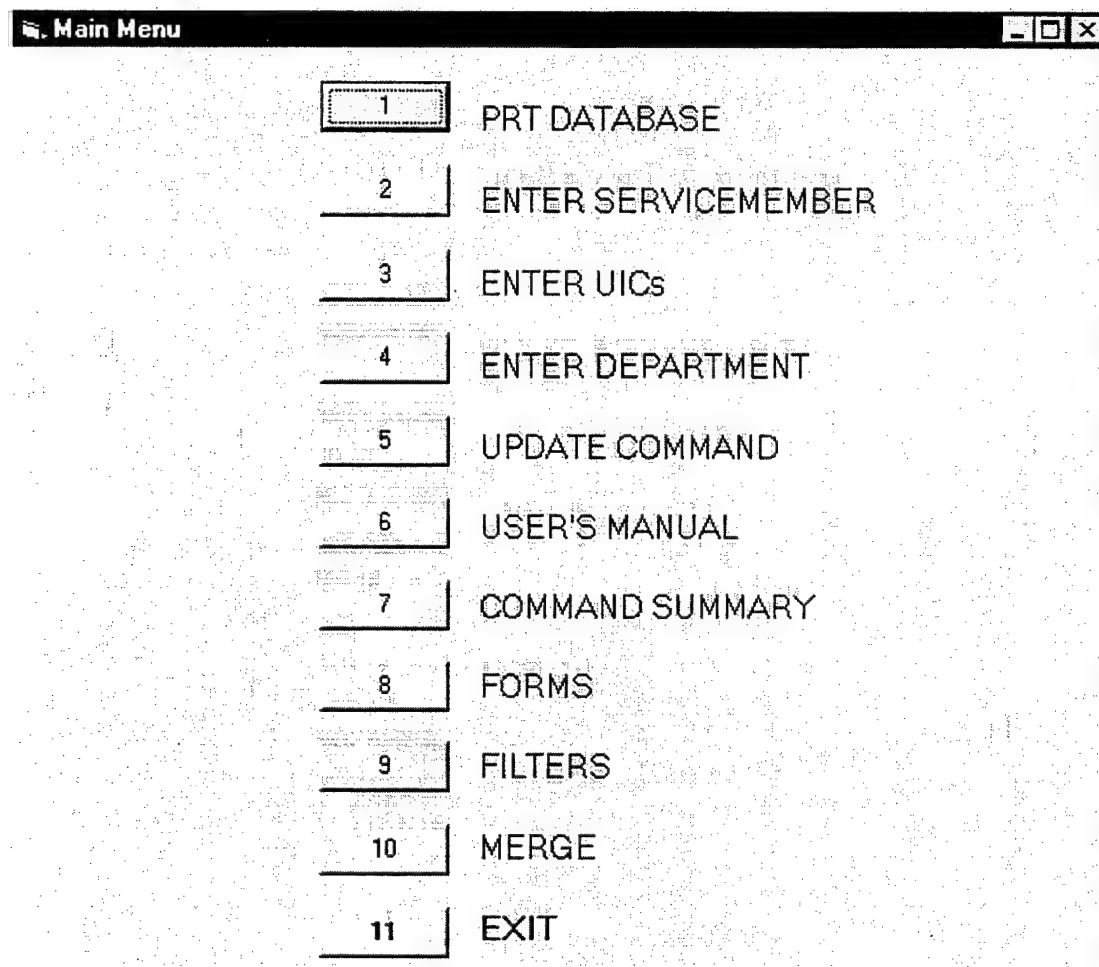 Main Menu
1 PRT DATABASE
2 ENTER SERVICEMEMBER
3 ENTER UICs
4 ENTER DEPARTMENT
5 UPDATE COMMAND
6 USER'S MANUAL
7 COMMAND SUMMARY
8 FORMS
9 FILTERS
10 MERGE
11 EXIT